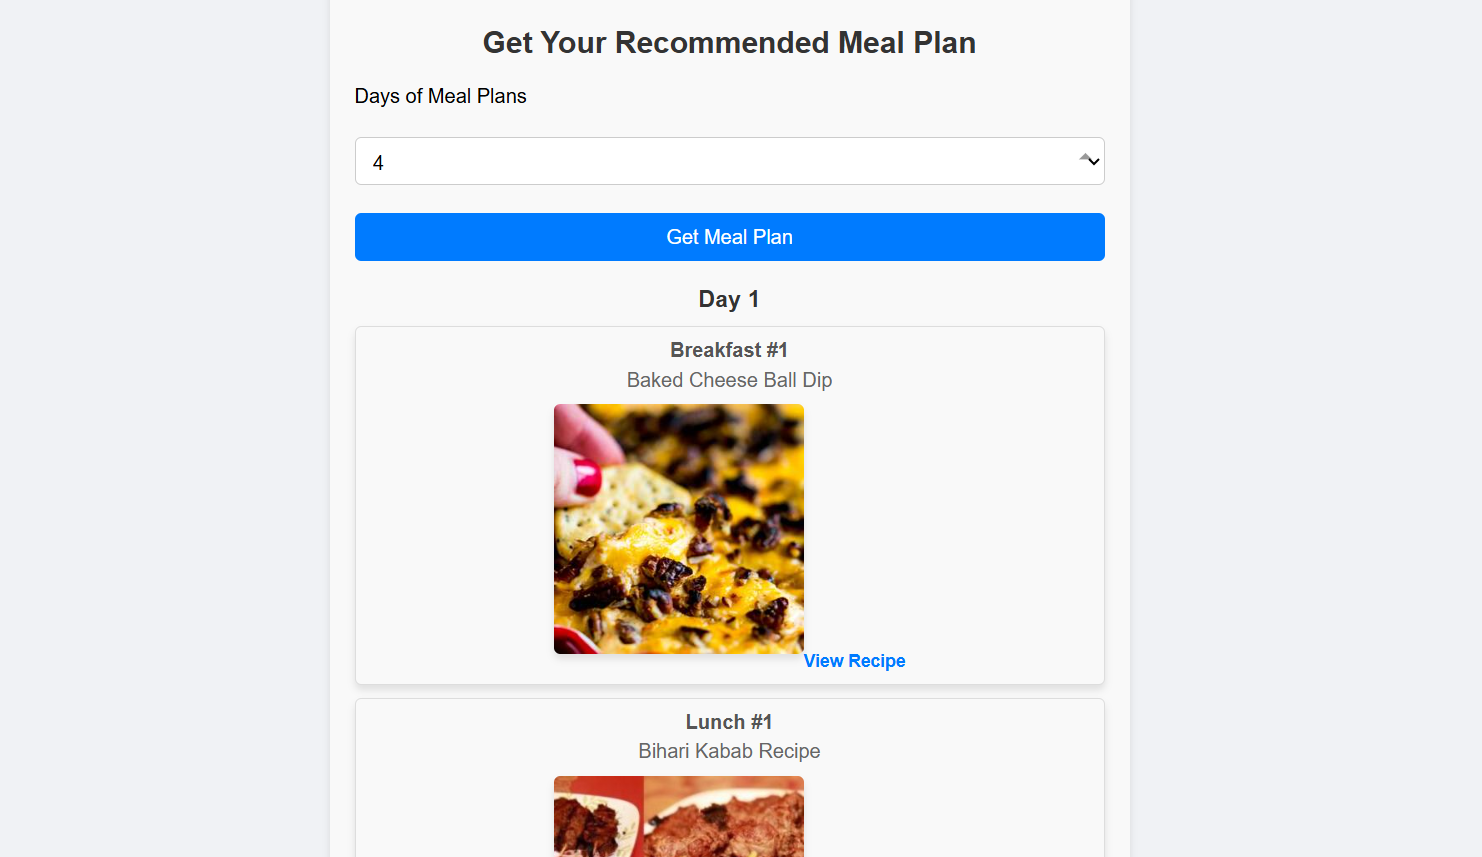 Get Your Recommended Meal Plan
Days of Meal Plans
4
Get Meal Plan
Day 1
Breakfast #1
Baked Cheese Ball Dip
View Recipe
Lunch #1
Bihari Kabab Recipe